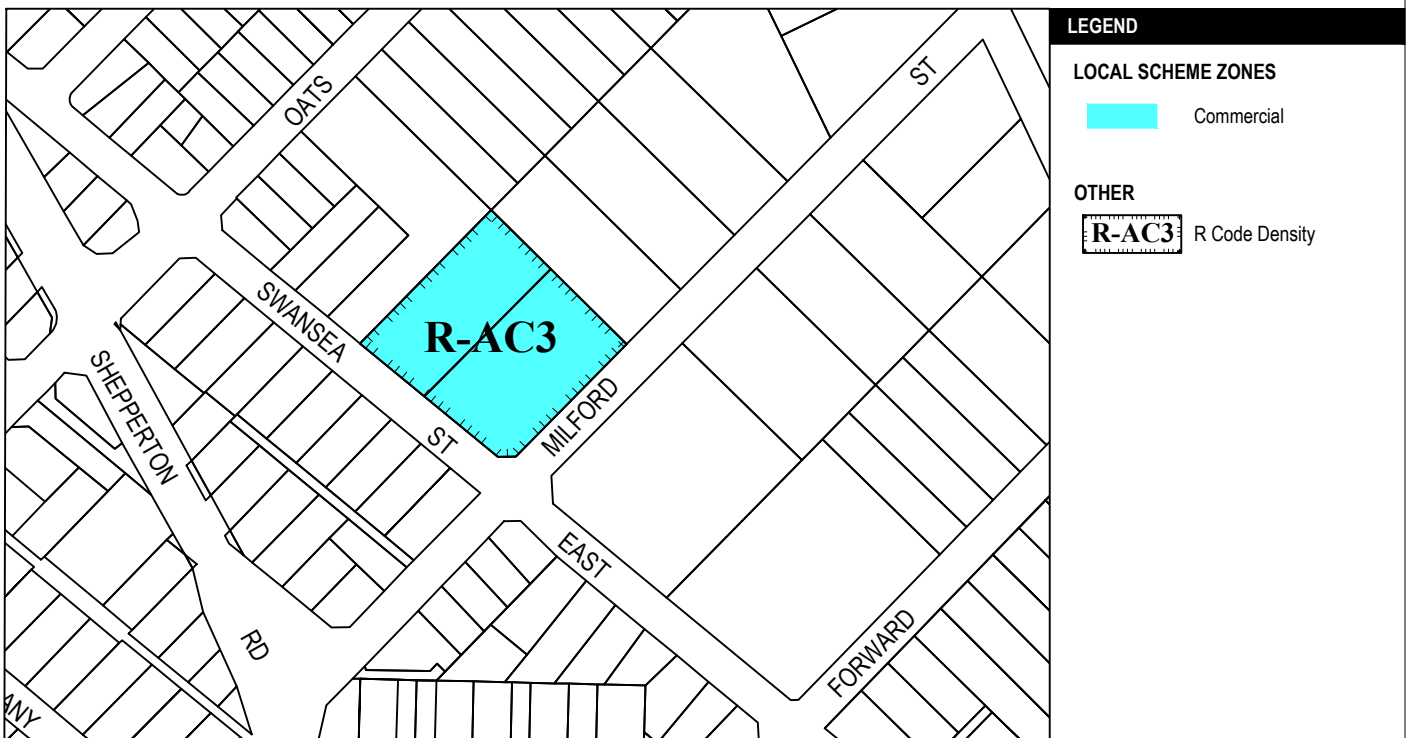 OATS
ST
SWANSEA
ST
R-AC3
MILFORD
SHEPPERTON
RD
EAST
FORWARD
ANY
LEGEND
LOCAL SCHEME ZONES
Commercial
OTHER
R-AC3 R Code Density